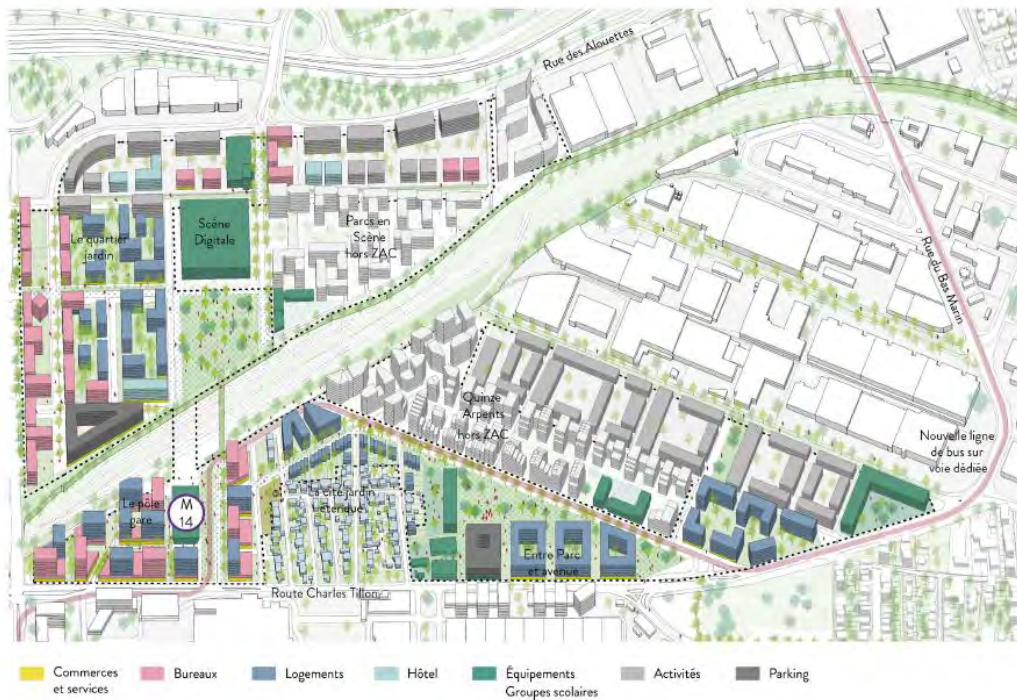 Rue des Alouettes
Scène
Digitale
Le quartier
jardin
Parcs en
Scène
hors ZAC
Rue du Bas Marin
Quinze
Arpents
hors ZAC
Nouvelle ligne
de bus sur
voie dédiée
Le pôle
gare
M
14
La cité jardin
étendue
Entre Parc
et avenue
Route Charles Tillon
Commerces
et services
Bureaux
Logements
Hôtel
Équipements
Groupes scolaires
Activités
Parking